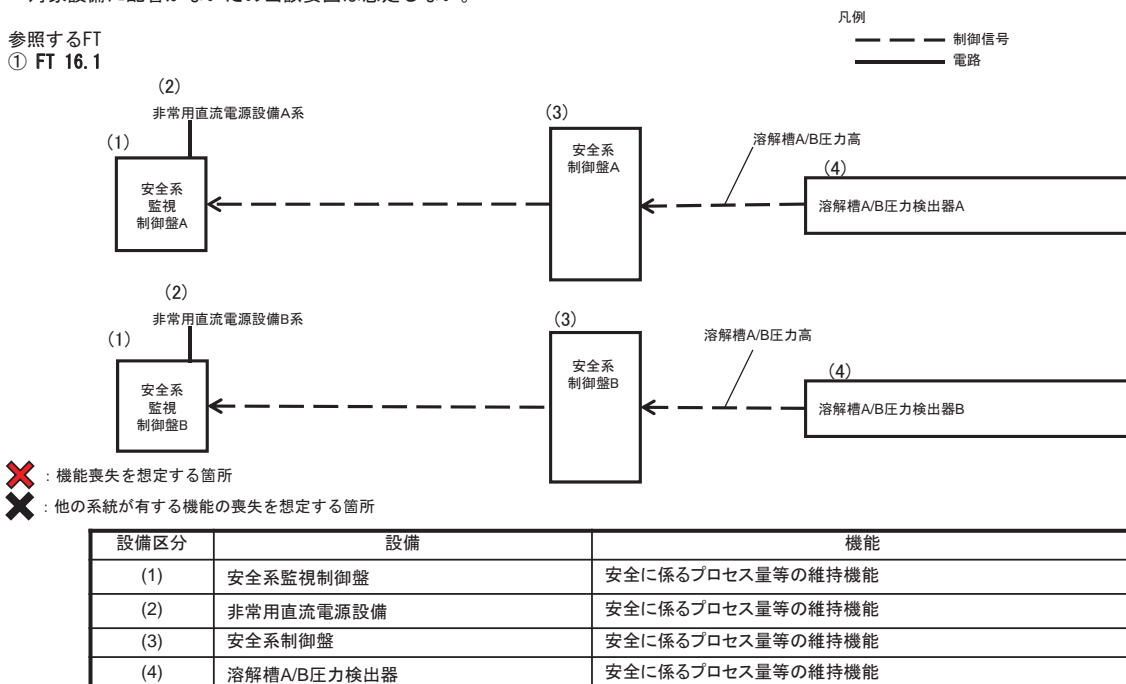 参照するFT
① FT 16.1
凡例
制御信号
電路
(2)
非常用直流電源設備A系
(1)
安全系
監視
制御盤A
(3)
安全系
制御盤A
溶解槽A/B圧力高
(4)
溶解槽A/B圧力検出器A
(2)
非常用直流電源設備B系
(1)
安全系
監視
制御盤B
(3)
安全系
制御盤B
溶解槽A/B圧力高
(4)
溶解槽A/B圧力検出器B
：機能喪失を想定する箇所
：他の系統が有する機能の喪失を想定する箇所
設備区分 設備 機能
(1) 安全系監視制御盤 安全に係るプロセス量等の維持機能
(2) 非常用直流電源設備 安全に係るプロセス量等の維持機能
(3) 安全系制御盤 安全に係るプロセス量等の維持機能
(4) 溶解槽A/B圧力検出器 安全に係るプロセス量等の維持機能